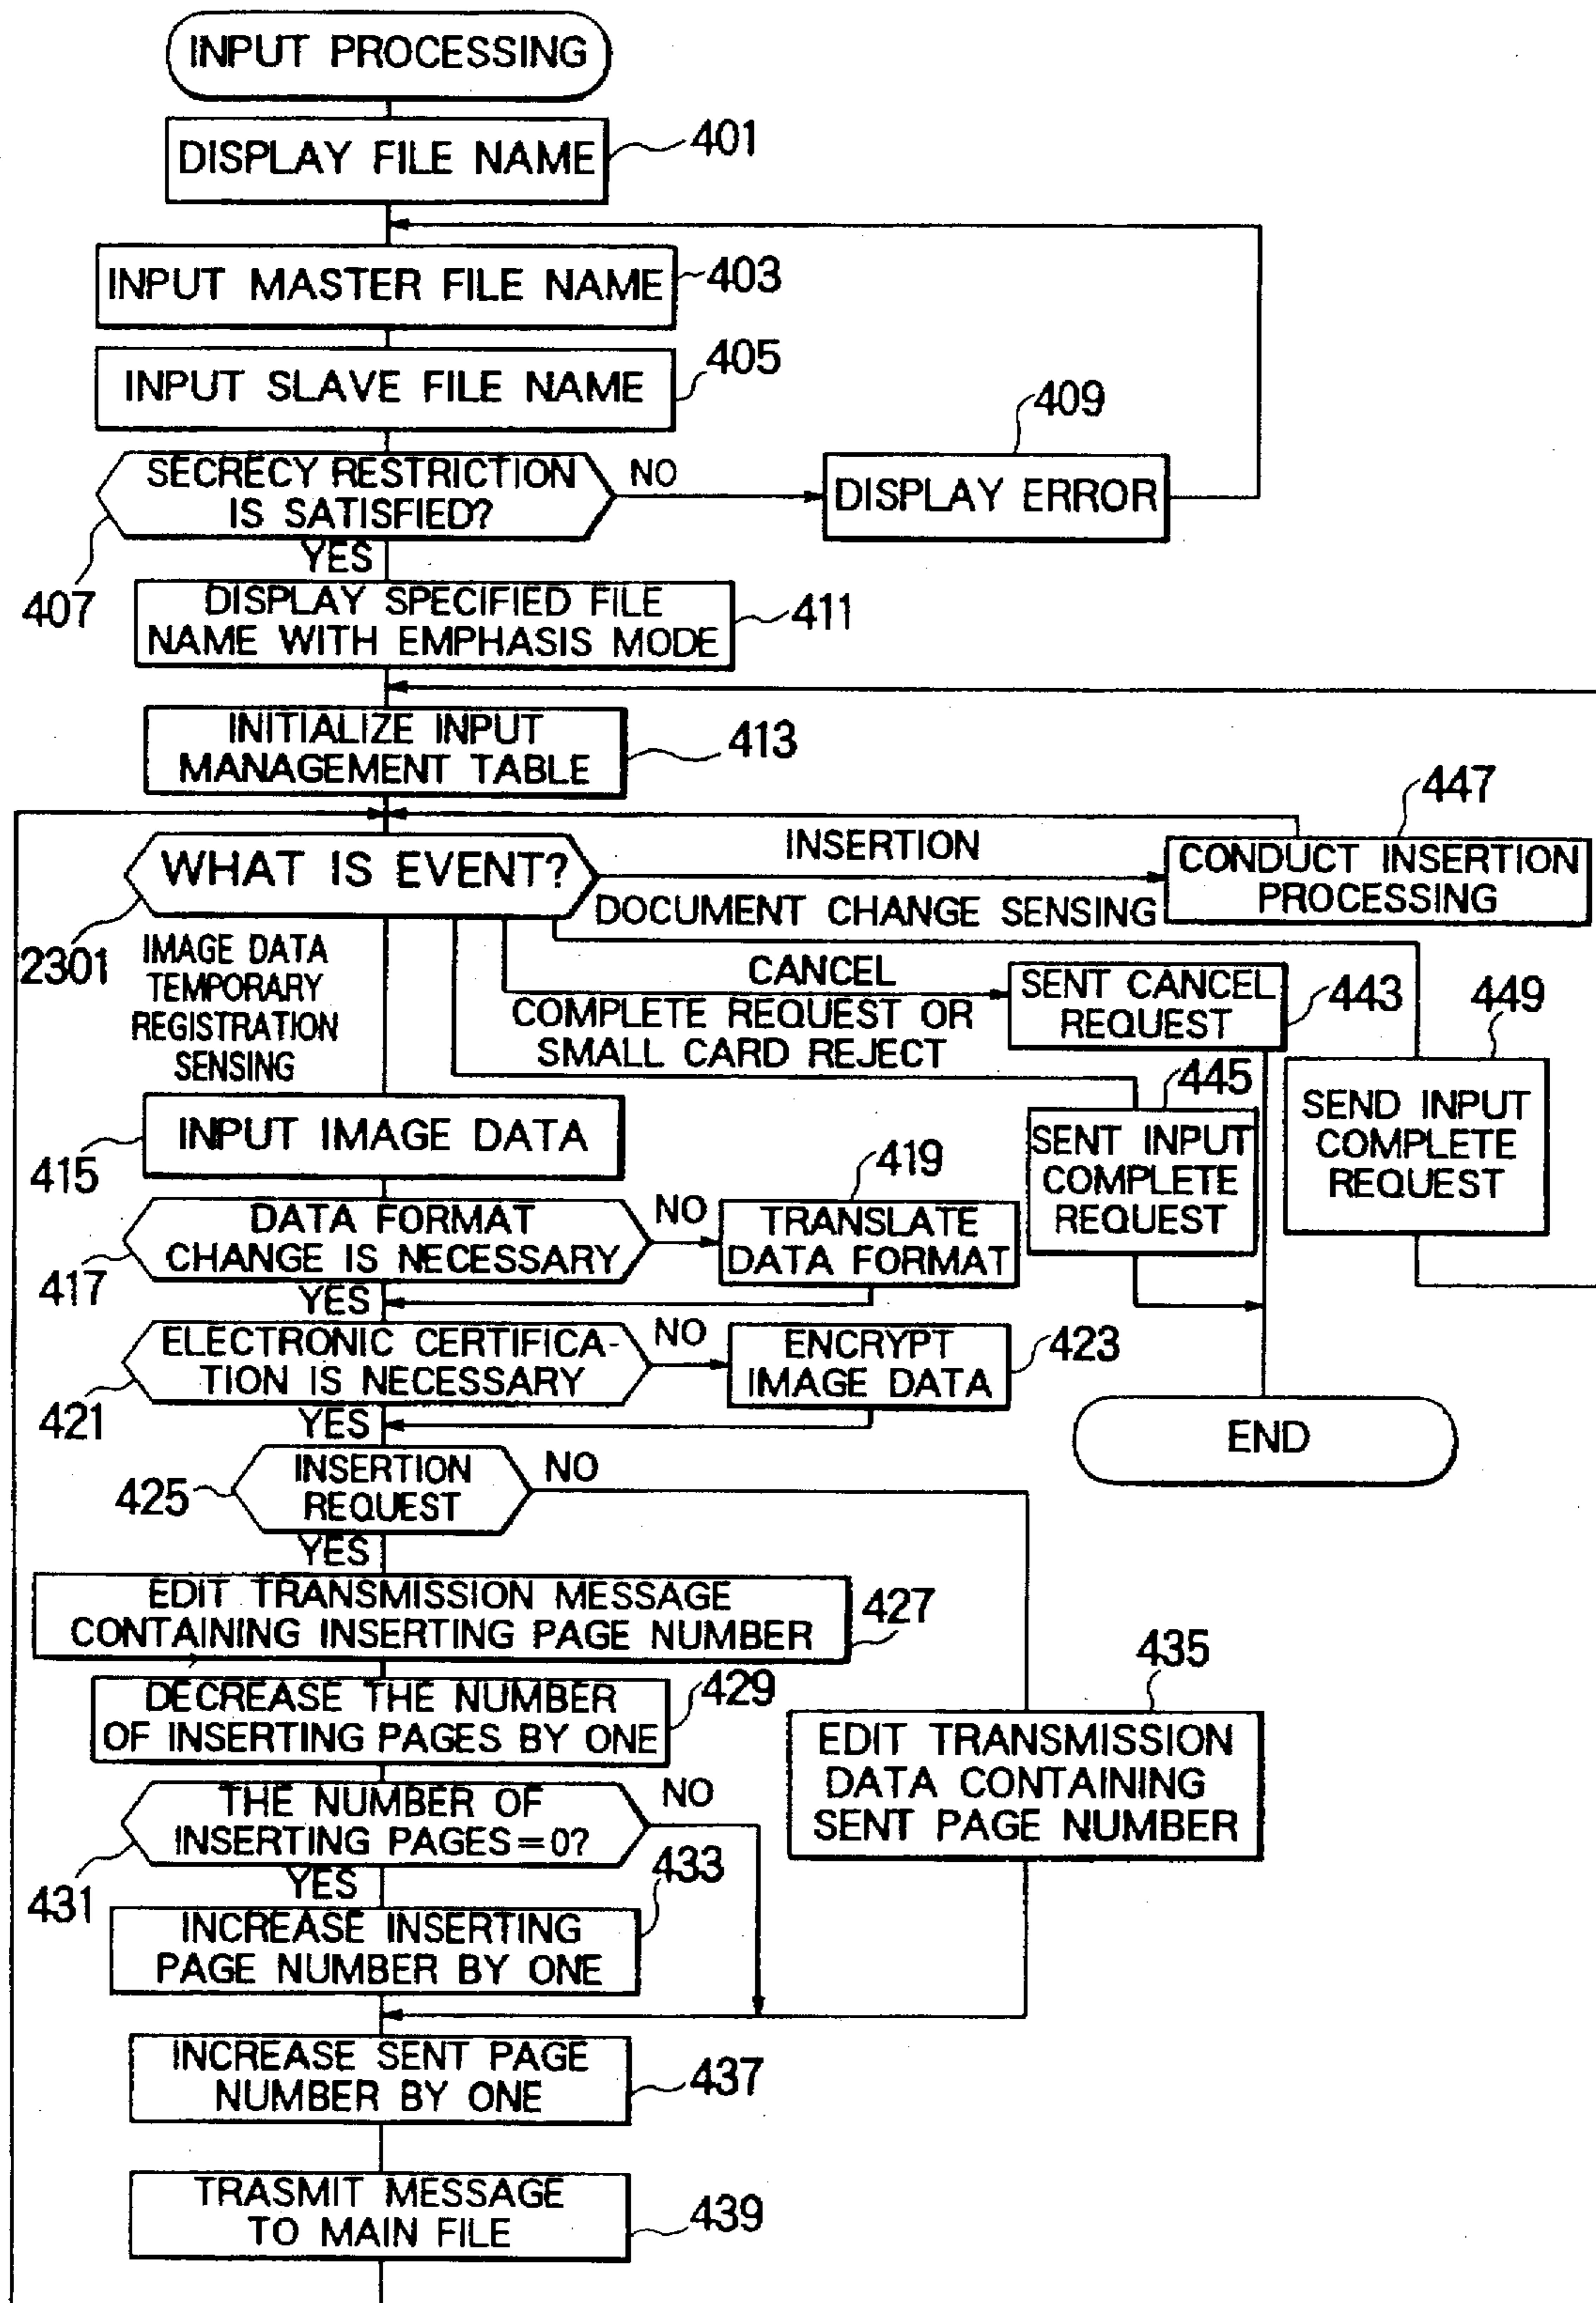 INPUT PROCESSING
DISPLAY FILE NAME
401
INPUT MASTER FILE NAME
403
INPUT SLAVE FILE NAME
405
SECRECY RESTRICTION
IS SATISFIED?
NO
407
YES
409
DISPLAY ERROR
DISPLAY SPECIFIED FILE
NAME WITH EMPHASIS MODE
411
INITIALIZE INPUT
MANAGEMENT TABLE
413
WHAT IS EVENT?
2301
INSERTION
447
CONDUCT INSERTION
PROCESSING
DOCUMENT CHANGE SENSING
IMAGE DATA
TEMPORARY
REGISTRATION
SENSING
CANCEL
SENT CANCEL
REQUEST
443
COMPLETE REQUEST OR
SMALL CARD REJECT
445
SENT INPUT
COMPLETE
REQUEST
449
SEND INPUT
COMPLETE
REQUEST
INPUT IMAGE DATA
415
DATA FORMAT
CHANGE IS NECESSARY
NO
417
YES
419
TRANSLATE
DATA FORMAT
ELECTRONIC CERTIFICA-
TION IS NECESSARY
NO
421
YES
ENCRYPT
IMAGE DATA
423
END
INSERTION
REQUEST
NO
425
YES
EDIT TRANSMISSION MESSAGE
CONTAINING INSERTING PAGE NUMBER
427
DECREASE THE NUMBER
OF INSERTING PAGES BY ONE
429
435
EDIT TRANSMISSION
DATA CONTAINING
SENT PAGE NUMBER
THE NUMBER OF
INSERTING PAGES=0?
NO
431
YES
433
INCREASE INSERTING
PAGE NUMBER BY ONE
INCREASE SENT PAGE
NUMBER BY ONE
437
TRASMIT MESSAGE
TO MAIN FILE
439